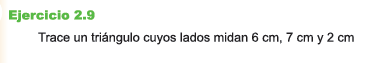 Ejercicio 2.9
Trace un triángulo cuyos lados midan 6 cm, 7 cm y 2 cm